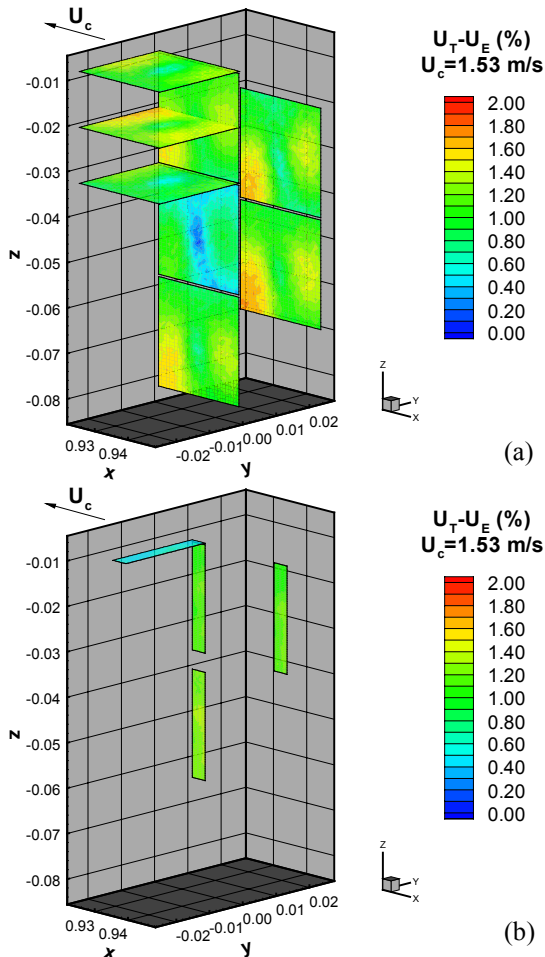 U_c
U_T-U_E (%)
U_c=1.53 m/s
2.00
1.80
1.60
1.40
1.20
1.00
0.80
0.60
0.40
0.20
0.00
-0.01
-0.02
-0.03
-0.04
-0.05
-0.06
-0.07
-0.08
z
0.93
0.94
x
-0.02
-0.01
0.00
0.01
0.02
y
Z
Y
X
(a)
U_c
U_T-U_E (%)
U_c=1.53 m/s
2.00
1.80
1.60
1.40
1.20
1.00
0.80
0.60
0.40
0.20
0.00
-0.01
-0.02
-0.03
-0.04
-0.05
-0.06
-0.07
-0.08
z
0.93
0.94
x
-0.02
-0.01
0.00
0.01
0.02
y
Z
Y
X
(b)